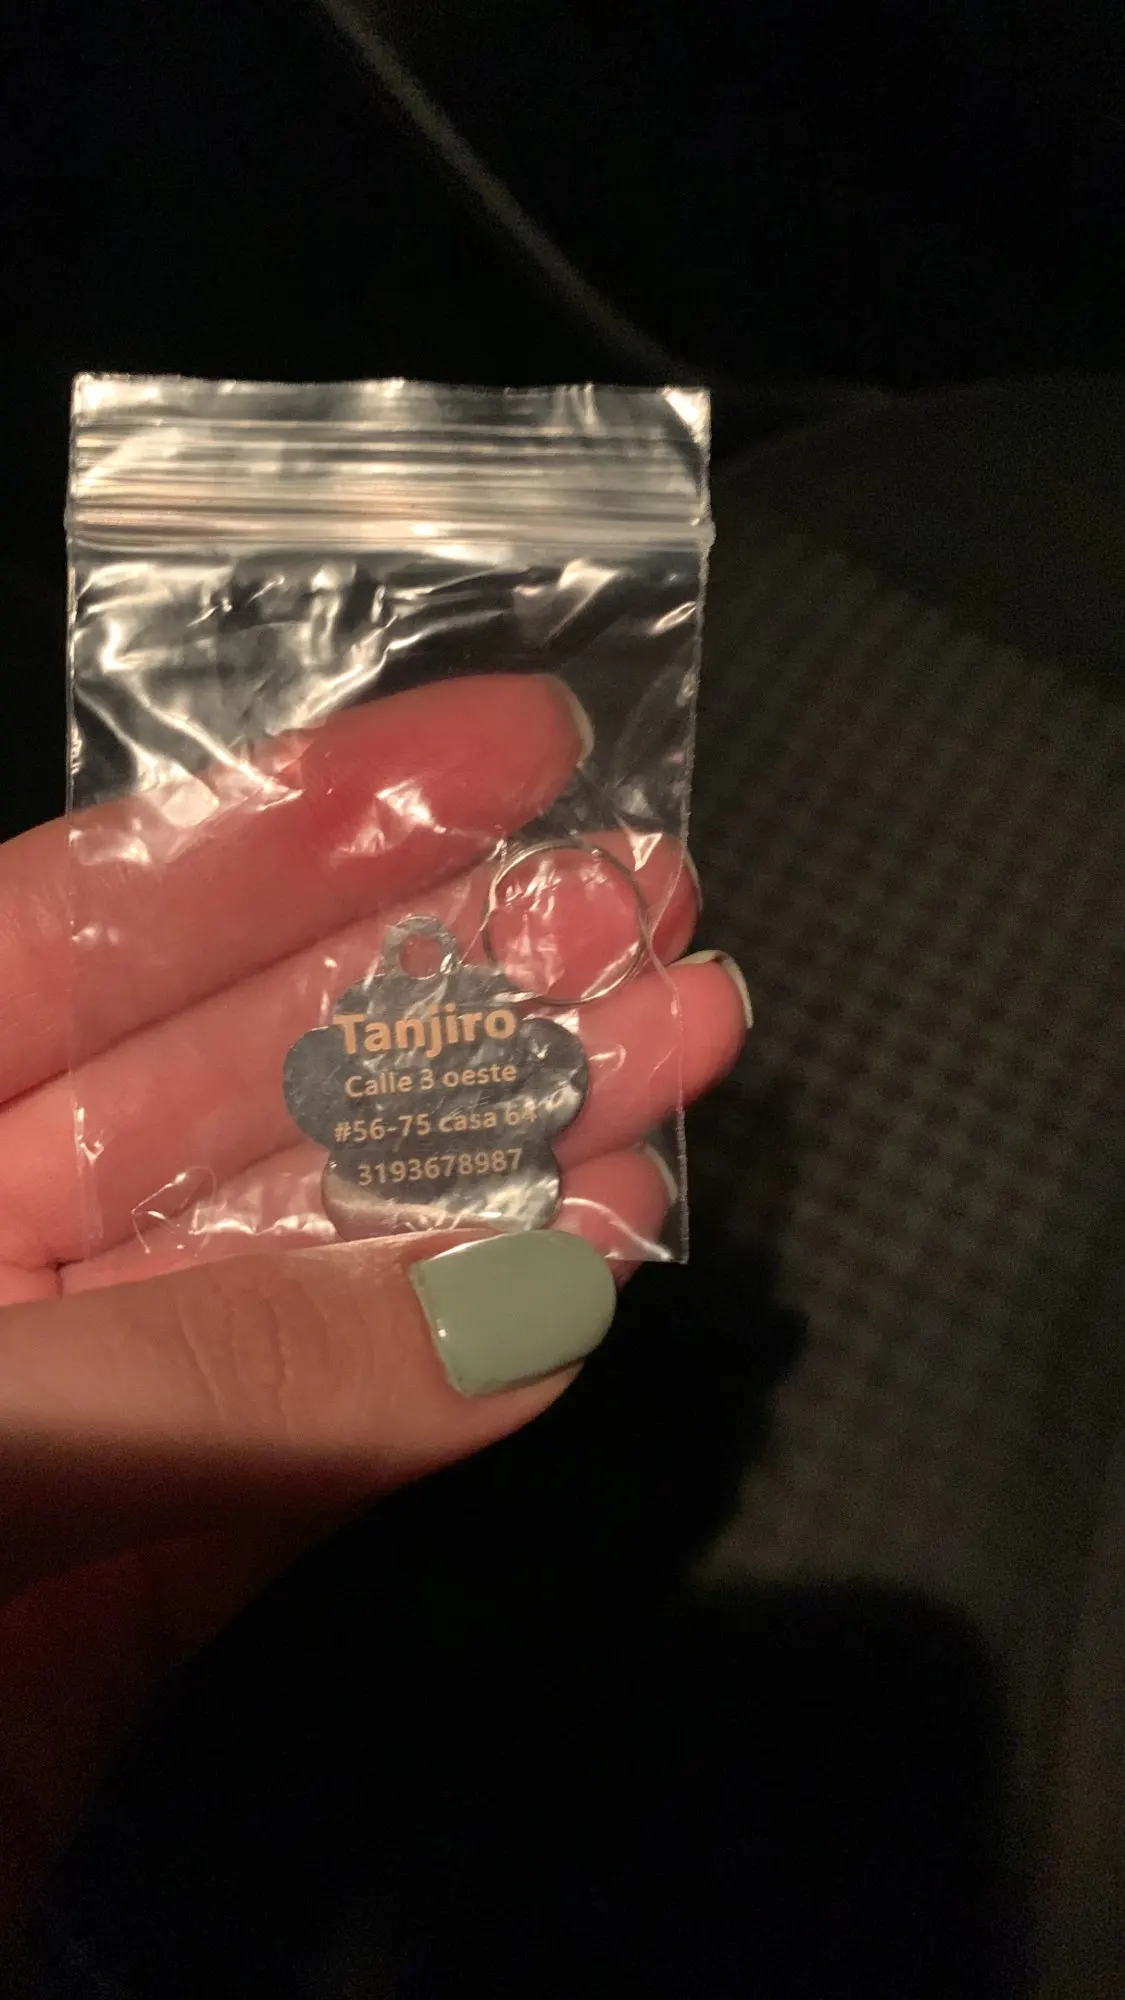 Tanjiro
Calle 3 oeste
#56-75 casa 64
3193678987